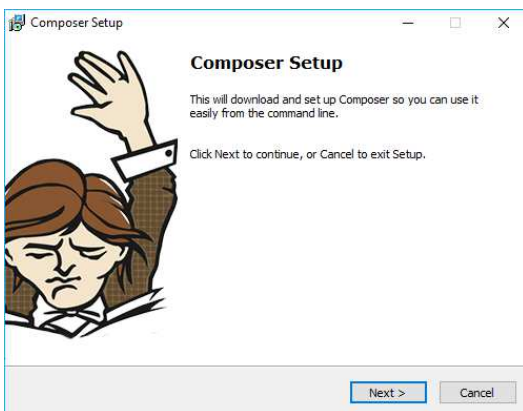 Composer Setup
Composer Setup
This will download and set up Composer so you can use it
easily from the command line.
Click Next to continue, or Cancel to exit Setup.
Next >
Cancel